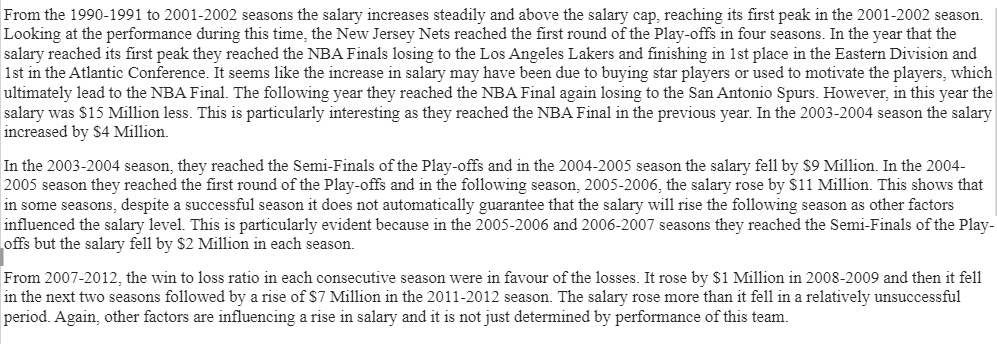 From the 1990-1991 to 2001-2002 seasons the salary increases steadily and above the salary cap, reaching its first peak in the 2001-2002 season.
Looking at the performance during this time, the New Jersey Nets reached the first round of the Play-offs in four seasons. In the year that the
salary reached its first peak they reached the NBA Finals losing to the Los Angeles Lakers and finishing in 1st place in the Eastern Division and
1st in the Atlantic Conference. It seems like the increase in salary may have been due to buying star players or used to motivate the players, which
ultimately lead to the NBA Final. The following year they reached the NBA Final again losing to the San Antonio Spurs. However, in this year the
salary was $15 Million less. This is particularly interesting as they reached the NBA Final in the previous year. In the 2003-2004 season the salary
increased by $4 Million.
In the 2003-2004 season, they reached the Semi-Finals of the Play-offs and in the 2004-2005 season the salary fell by $9 Million. In the 2004-
2005 season they reached the first round of the Play-offs and in the following season, 2005-2006, the salary rose by $11 Million. This shows that
in some seasons, despite a successful season it does not automatically guarantee that the salary will rise the following season as other factors
influenced the salary level. This is particularly evident because in the 2005-2006 and 2006-2007 seasons they reached the Semi-Finals of the Play-
offs but the salary fell by $2 Million in each season.
From 2007-2012, the win to loss ratio in each consecutive season were in favour of the losses. It rose by $1 Million in 2008-2009 and then it fell
in the next two seasons followed by a rise of $7 Million in the 2011-2012 season. The salary rose more than it fell in a relatively unsuccessful
period. Again, other factors are influencing a rise in salary and it is not just determined by performance of this team.